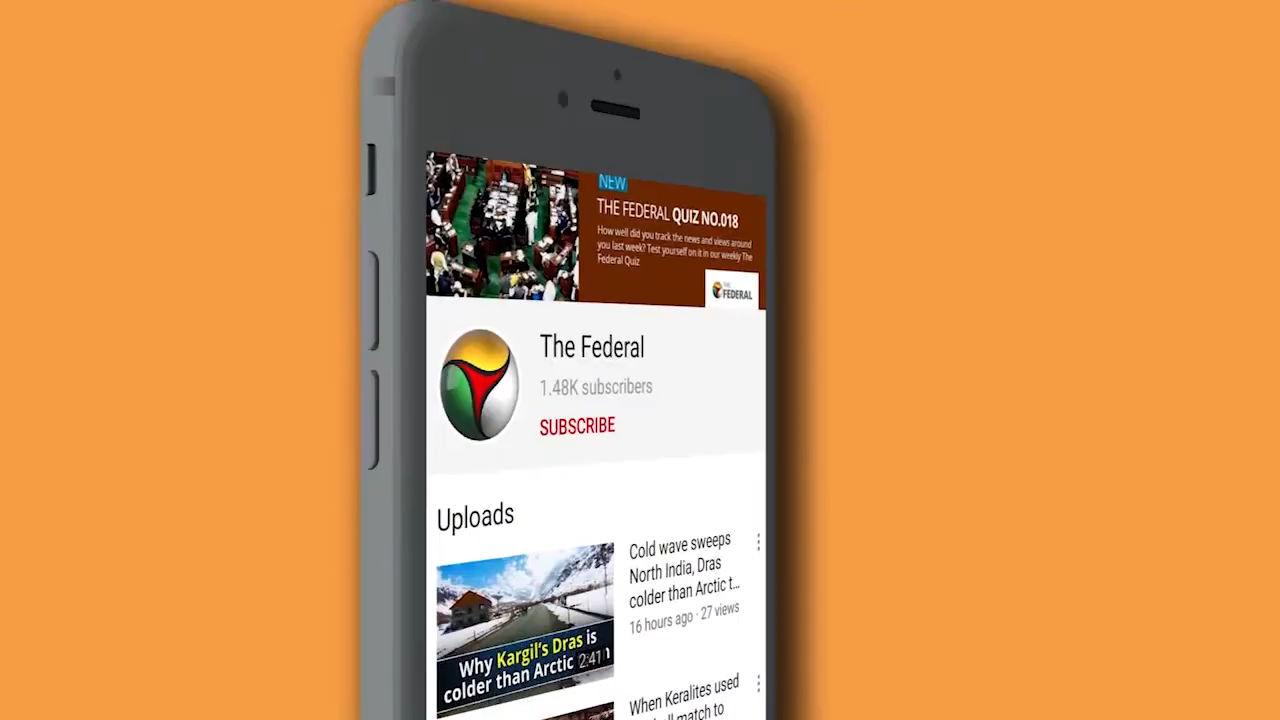 NEW
THE FEDERAL QUIZ NO.018
How well did you track the news and views around
you last week? Test yourself on it in our weekly The
Federal Quiz
THE
FEDERAL
The Federal
1.48K subscribers
SUBSCRIBE
Uploads
Cold wave sweeps
North India, Dras
colder than Arctic t...
16 hours ago · 27 views
Why Kargil's Dras is
colder than Arctic
2:41
When Keralites used
match to